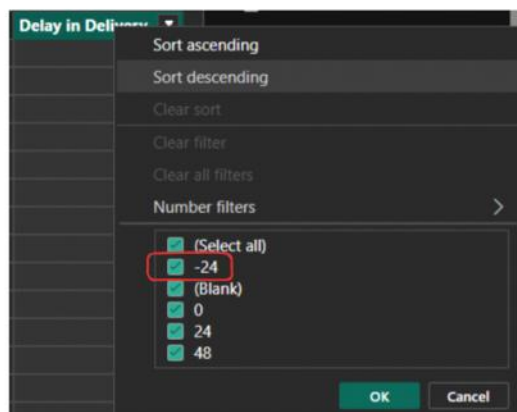 Delay in Delivery
Sort ascending
Sort descending
Clear sort
Clear filter
Clear all filters
Number filters
(Select all)
-24
(Blank)
0
24
48
OK
Cancel